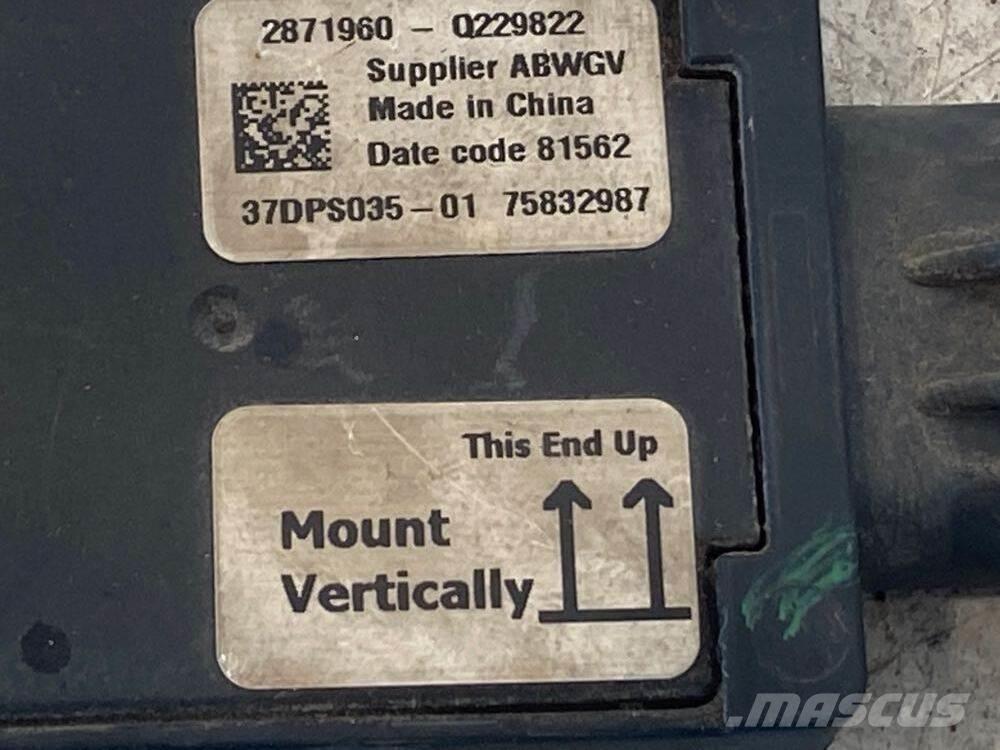 2871960 - Q229822
Supplier ABWGV
Made in China
Date code 81562
37DPS035-01 75832987
This End Up
Mount
Vertically
.MASCUS